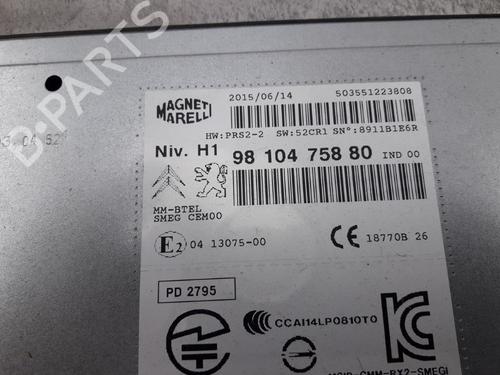 B-PARTS
MAGNETI MARELLI
2015/06/14 503551223808
HW:PRS2-2 SW:52CR1 SN°:8911B1E6R
Niv. H1 98 104 758 80 IND 00
MM-BTEL
SMEG CEM00
E2 04 13075-00 CE 18770B 26
PD 2795
CCAI14LP0810T0